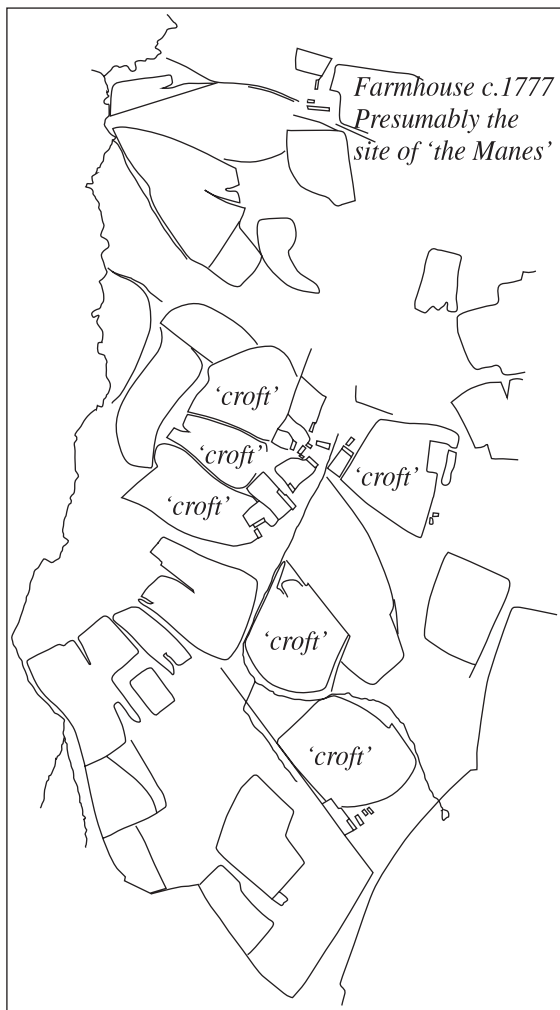 Farmhouse c.1777
Presumably the
site of ‘the Manes’
‘croft’
‘croft’
‘croft’
‘croft’
‘croft’
‘croft’